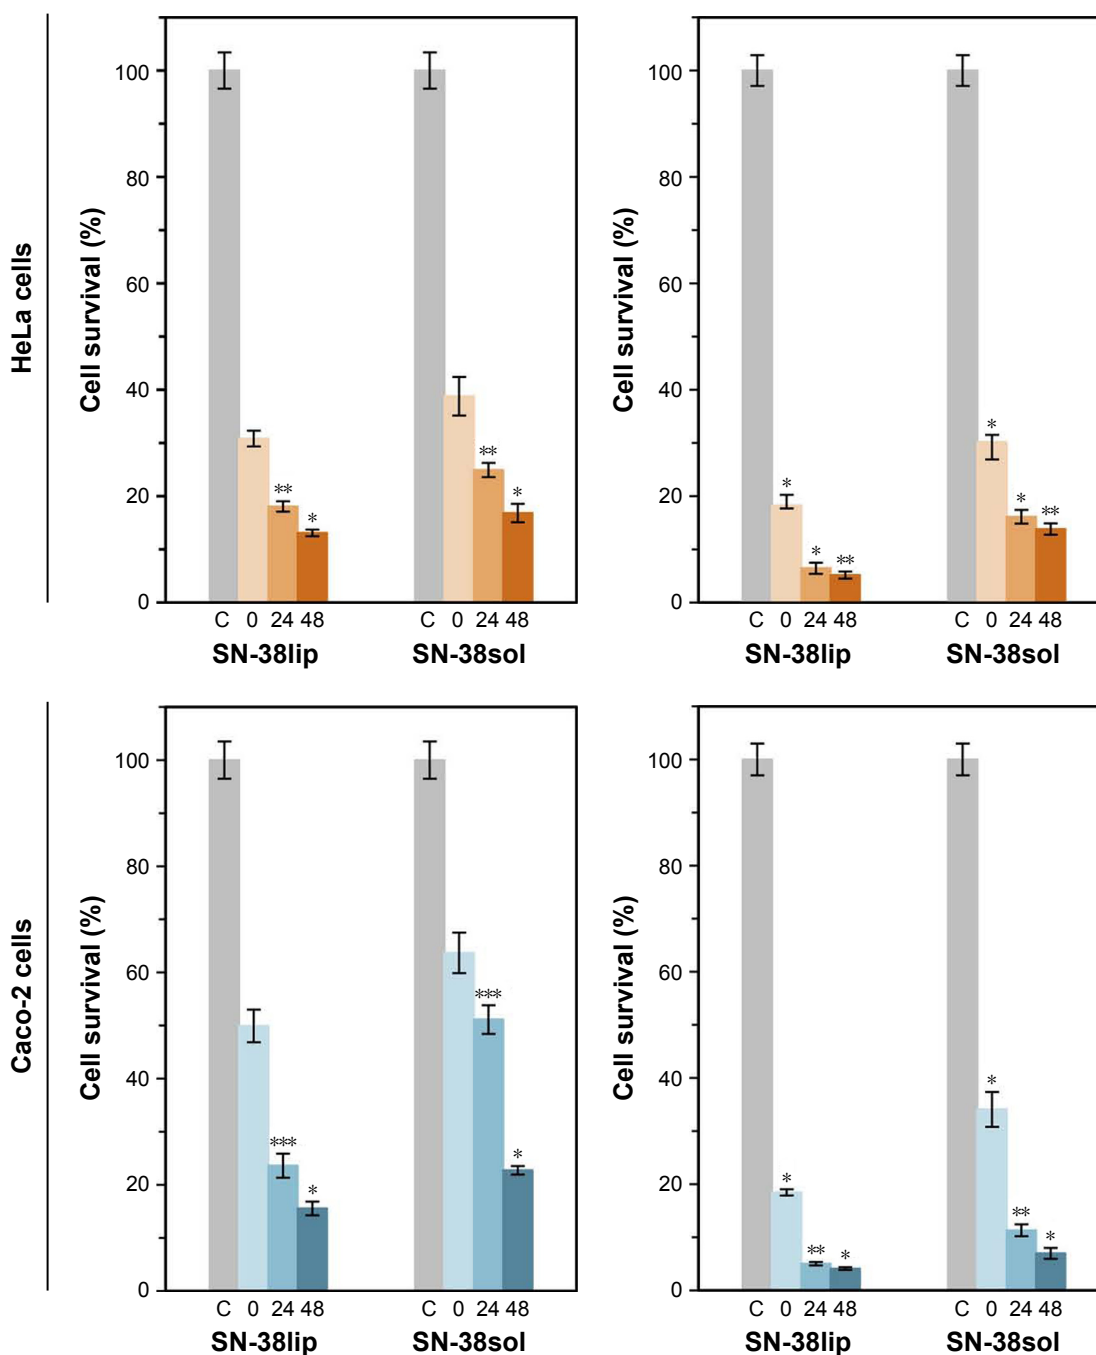 HeLa cells
Cell survival (%)
100
80
60
40
20
0
** * ** *
C 0 24 48 C 0 24 48
SN-38lip SN-38sol
Cell survival (%)
100
80
60
40
20
0
* * ** * * **
C 0 24 48 C 0 24 48
SN-38lip SN-38sol
Caco-2 cells
Cell survival (%)
100
80
60
40
20
0
*** * *** *
C 0 24 48 C 0 24 48
SN-38lip SN-38sol
Cell survival (%)
100
80
60
40
20
0
* ** * * ** *
C 0 24 48 C 0 24 48
SN-38lip SN-38sol